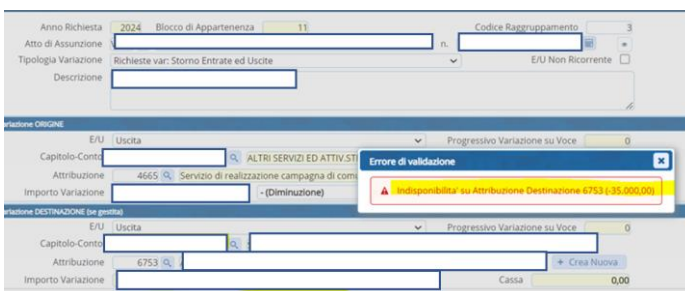 Anno Richiesta 2024 Blocco di Appartenenza 11 Codice Raggruppamento 3
Atto di Assunzione n.
Tipologia Variazione Richieste var: Storno Entrate ed Uscite E/U Non Ricorrente
Descrizione
ariazione ORIGINE
E/U Uscita Progressivo Variazione su Voce 0
Capitolo-Conto ALTRI SERVIZI ED ATTIV.STR
Errore di validazione
Attribuzione 4665 Servizio di realizzazione campagna di com
Indisponibilita' su Attribuzione Destinazione 6753 (-35.000,00)
Importo Variazione - (Diminuzione)
ariazione DESTINAZIONE (se gestita)
E/U Uscita Progressivo Variazione su Voce 0
Capitolo-Conto
Attribuzione 6753 + Crea Nuova
Importo Variazione Cassa 0,00